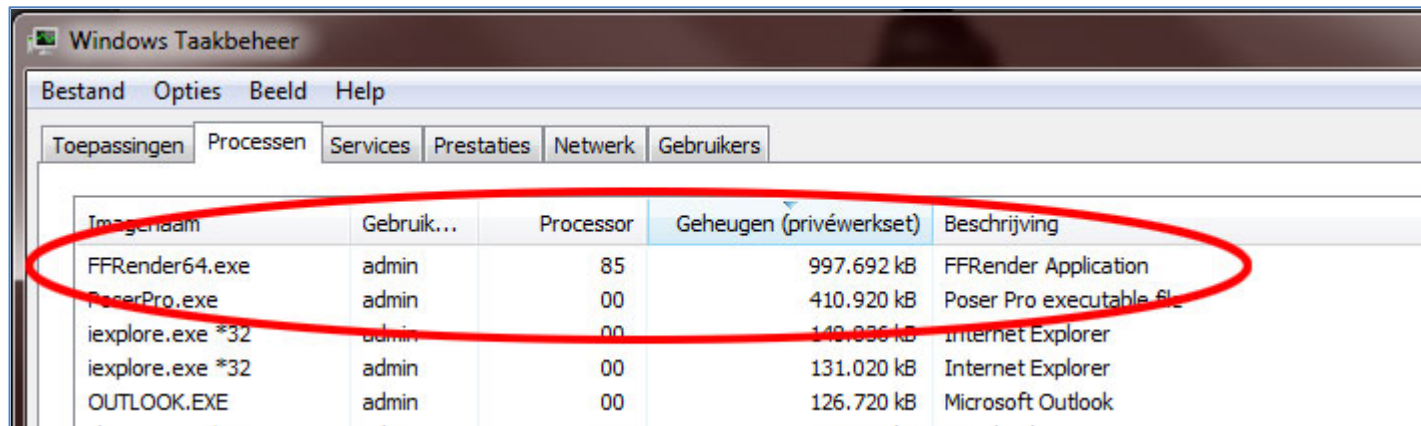 Windows Taakbeheer
Bestand Opties Beeld Help
Toepassingen Processen Services Prestaties Netwerk Gebruikers
Imagenaam Gebruik... Processor Geheugen (privéwerkset) Beschrijving
FFRender64.exe admin 85 997.692 kB FFRender Application
PoserPro.exe admin 00 410.920 kB Poser Pro executable file
iexplore.exe *32 admin 00 kB Internet Explorer
iexplore.exe *32 admin 00 131.020 kB Internet Explorer
OUTLOOK.EXE admin 00 126.720 kB Microsoft Outlook